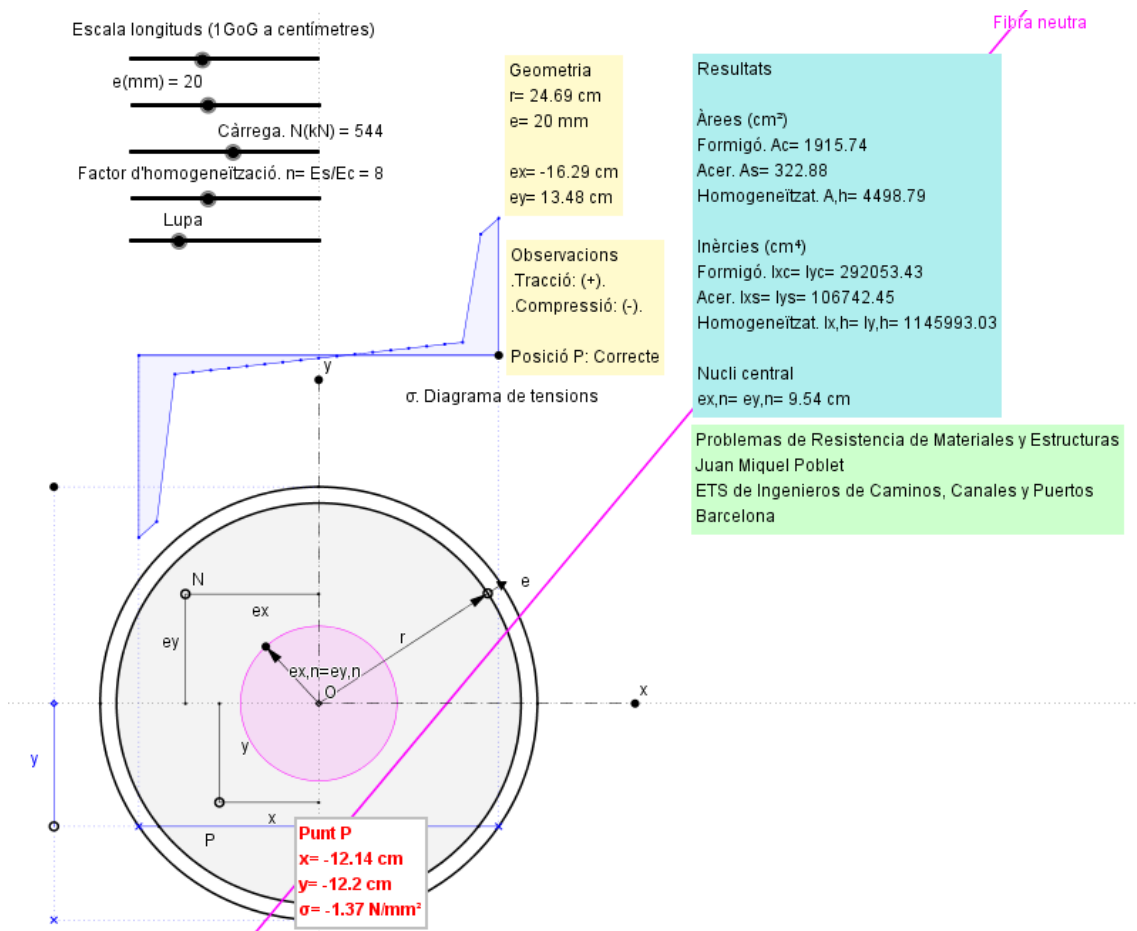 Escala longituds (1GoG a centímetres)
e(mm) = 20
Càrrega. N(kN) = 544
Factor d'homogeneïtzació. n= Es/Ec = 8
Lupa
Geometria
r= 24.69 cm
e= 20 mm
ex= -16.29 cm
ey= 13.48 cm
Observacions
.Tracció: (+).
.Compressió: (-).
Posició P: Correcte
Fibra neutra
Resultats
Àrees (cm²)
Formigó. Ac= 1915.74
Acer. As= 322.88
Homogeneïtzat. A,h= 4498.79
Inèrcies (cm⁴)
Formigó. Ixc= Iyc= 292053.43
Acer. Ixs= Iys= 106742.45
Homogeneïtzat. Ix,h= Iy,h= 1145993.03
Nucli central
ex,n= ey,n= 9.54 cm
Problemas de Resistencia de Materiales y Estructuras
Juan Miquel Poblet
ETS de Ingenieros de Caminos, Canales y Puertos
Barcelona
y
σ. Diagrama de tensions
N
e
ex
ey
r
ex,n=ey,n
O
x
y
y
x
P
Punt P
x= -12.14 cm
y= -12.2 cm
σ= -1.37 N/mm²